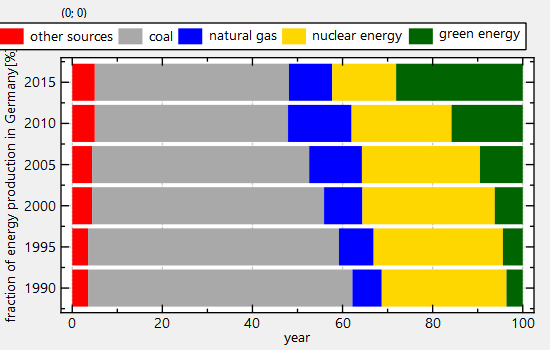 (0; 0)
other sources coal natural gas nuclear energy green energy
fraction of energy production in Germany[%]
2015
2010
2005
2000
1995
1990
0 20 40 60 80 100
year